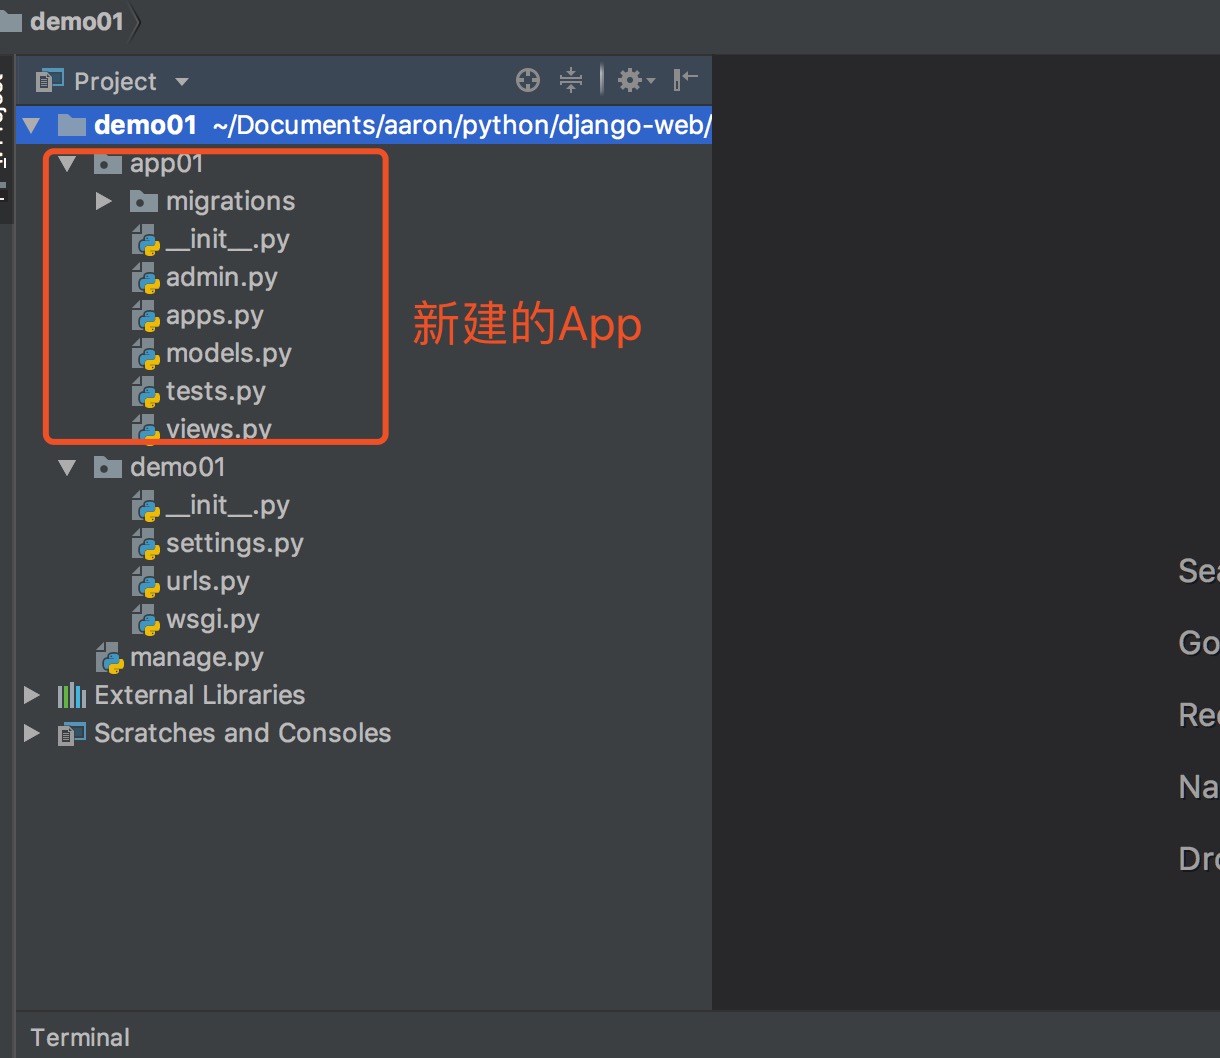 demo01
Project
demo01 ~/Documents/aaron/python/django-web/
app01
migrations
__init__.py
admin.py
apps.py
models.py
tests.py
views.py
新建的App
demo01
__init__.py
settings.py
urls.py
wsgi.py
manage.py
External Libraries
Scratches and Consoles
Sea
Go
Rec
Na
Dro
Terminal